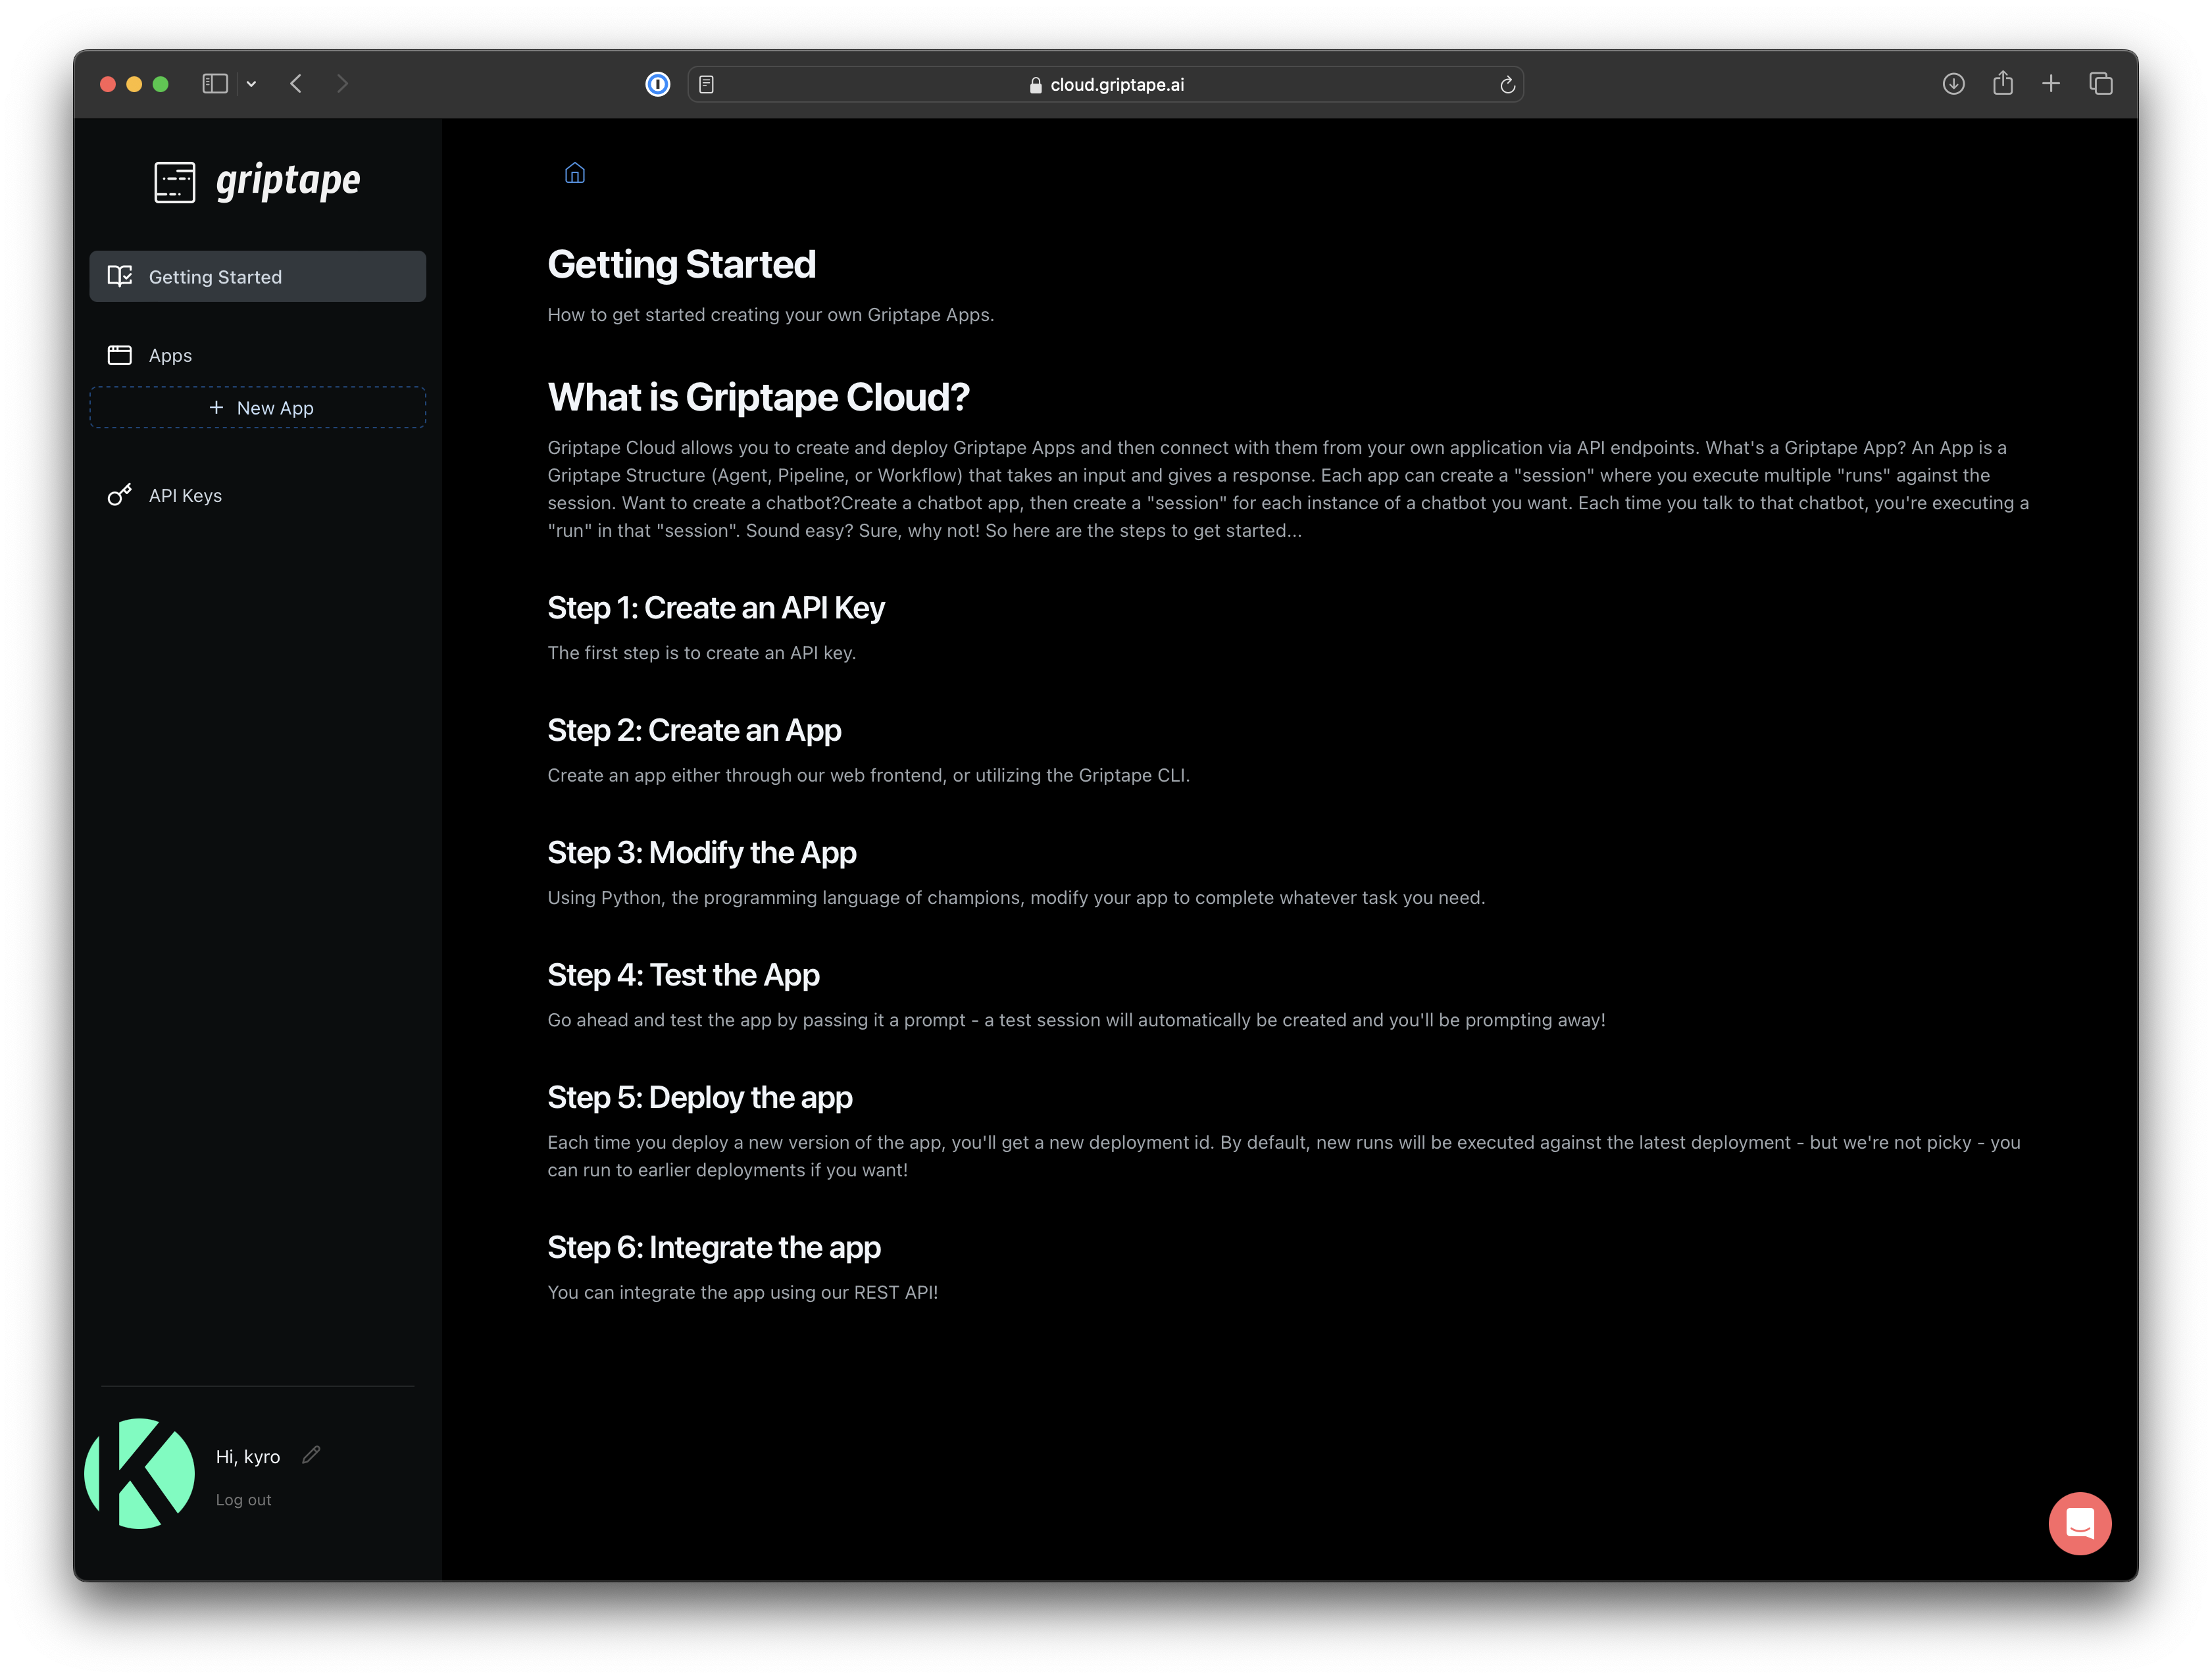 cloud.griptape.ai
griptape
Getting Started
Apps
+ New App
API Keys
Hi, kyro
Log out
Getting Started
How to get started creating your own Griptape Apps.
What is Griptape Cloud?
Griptape Cloud allows you to create and deploy Griptape Apps and then connect with them from your own application via API endpoints. What's a Griptape App? An App is a
Griptape Structure (Agent, Pipeline, or Workflow) that takes an input and gives a response. Each app can create a "session" where you execute multiple "runs" against the
session. Want to create a chatbot?Create a chatbot app, then create a "session" for each instance of a chatbot you want. Each time you talk to that chatbot, you're executing a
"run" in that "session". Sound easy? Sure, why not! So here are the steps to get started...
Step 1: Create an API Key
The first step is to create an API key.
Step 2: Create an App
Create an app either through our web frontend, or utilizing the Griptape CLI.
Step 3: Modify the App
Using Python, the programming language of champions, modify your app to complete whatever task you need.
Step 4: Test the App
Go ahead and test the app by passing it a prompt - a test session will automatically be created and you'll be prompting away!
Step 5: Deploy the app
Each time you deploy a new version of the app, you'll get a new deployment id. By default, new runs will be executed against the latest deployment - but we're not picky - you
can run to earlier deployments if you want!
Step 6: Integrate the app
You can integrate the app using our REST API!